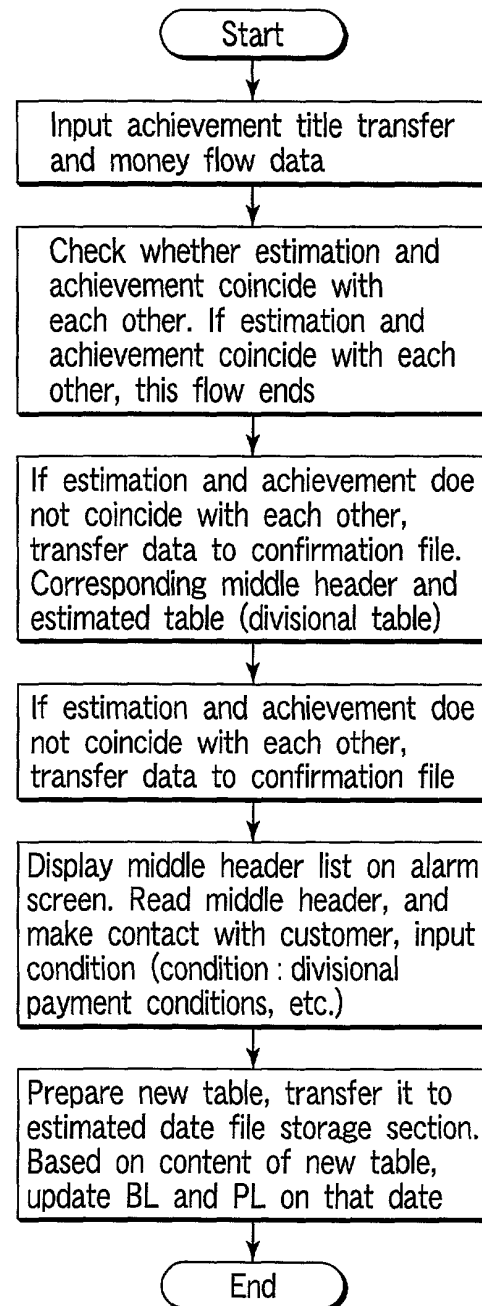 Start
Input achievement title transfer
and money flow data
Check whether estimation and
achievement coincide with
each other. If estimation and
achievement coincide with each
other, this flow ends
If estimation and achievement doe
not coincide with each other,
transfer data to confirmation file.
Corresponding middle header and
estimated table (divisional table)
If estimation and achievement doe
not coincide with each other,
transfer data to confirmation file
Display middle header list on alarm
screen. Read middle header, and
make contact with customer, input
condition (condition : divisional
payment conditions, etc.)
Prepare new table, transfer it to
estimated date file storage section.
Based on content of new table,
update BL and PL on that date
End